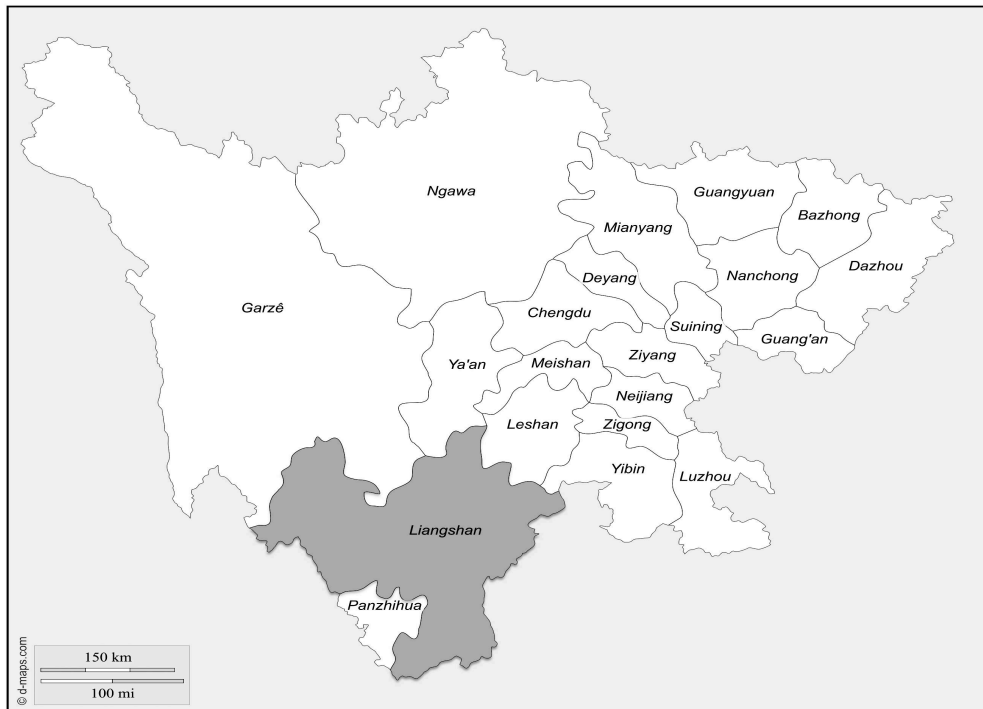 Ngawa
Guangyuan
Bazhong
Mianyang
Dazhou
Nanchong
Deyang
Garzê
Chengdu
Suining
Guang'an
Ya'an
Meishan
Ziyang
Neijiang
Leshan
Zigong
Yibin
Luzhou
Liangshan
Panzhihua
150 km
100 mi
© d-maps.com